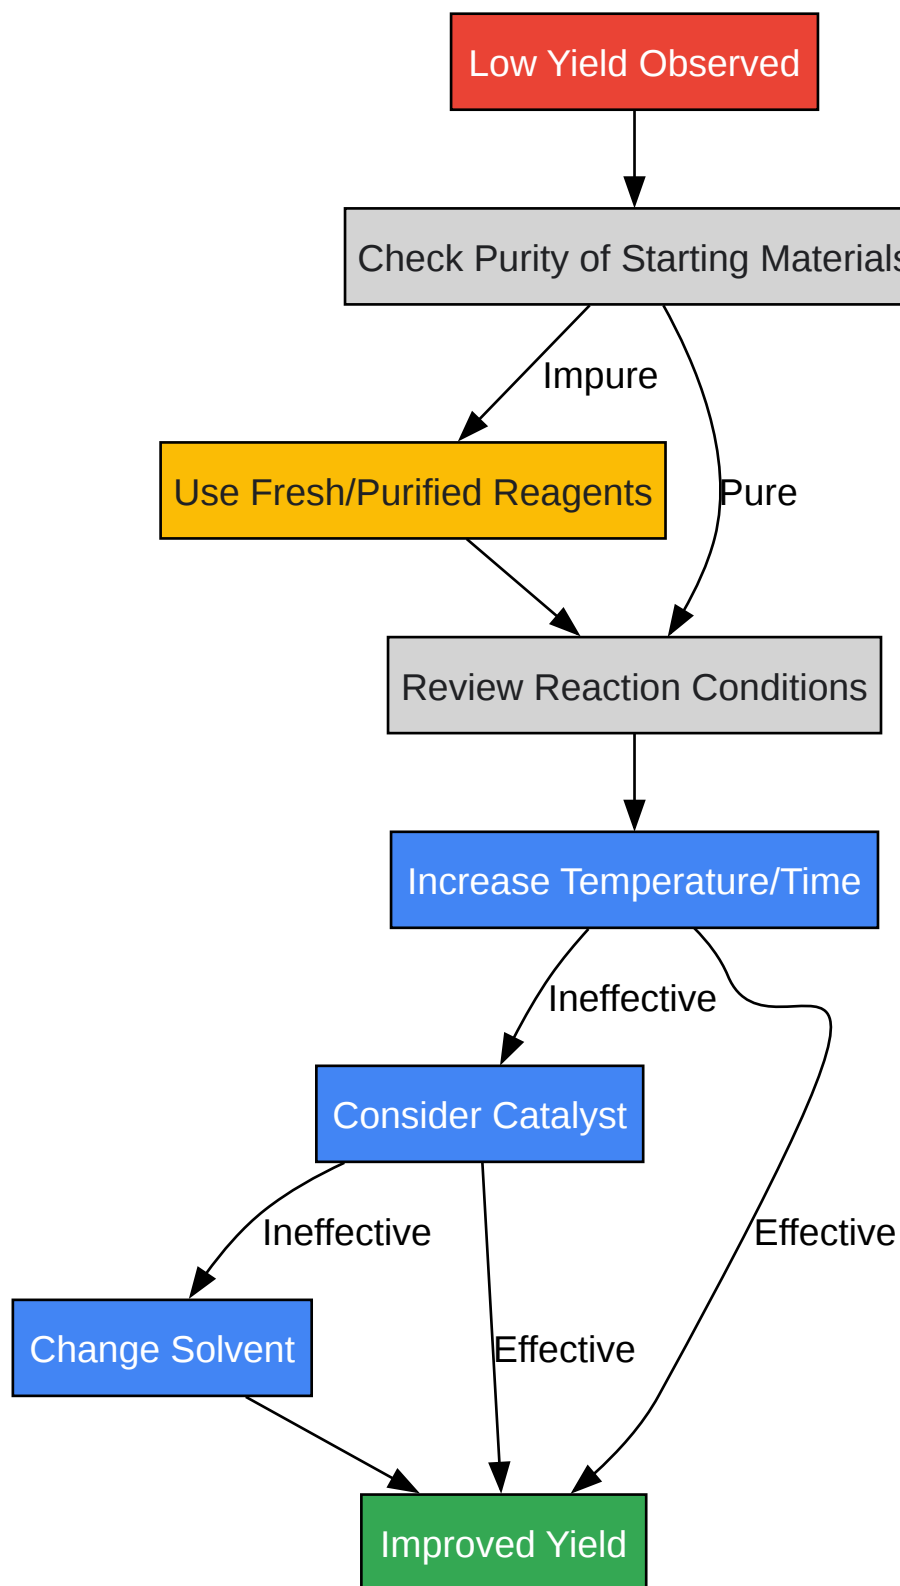 Low Yield Observed
Check Purity of Starting Materials
Impure
Use Fresh/Purified Reagents
Pure
Review Reaction Conditions
Increase Temperature/Time
Ineffective
Consider Catalyst
Ineffective
Effective
Change Solvent
Effective
Improved Yield